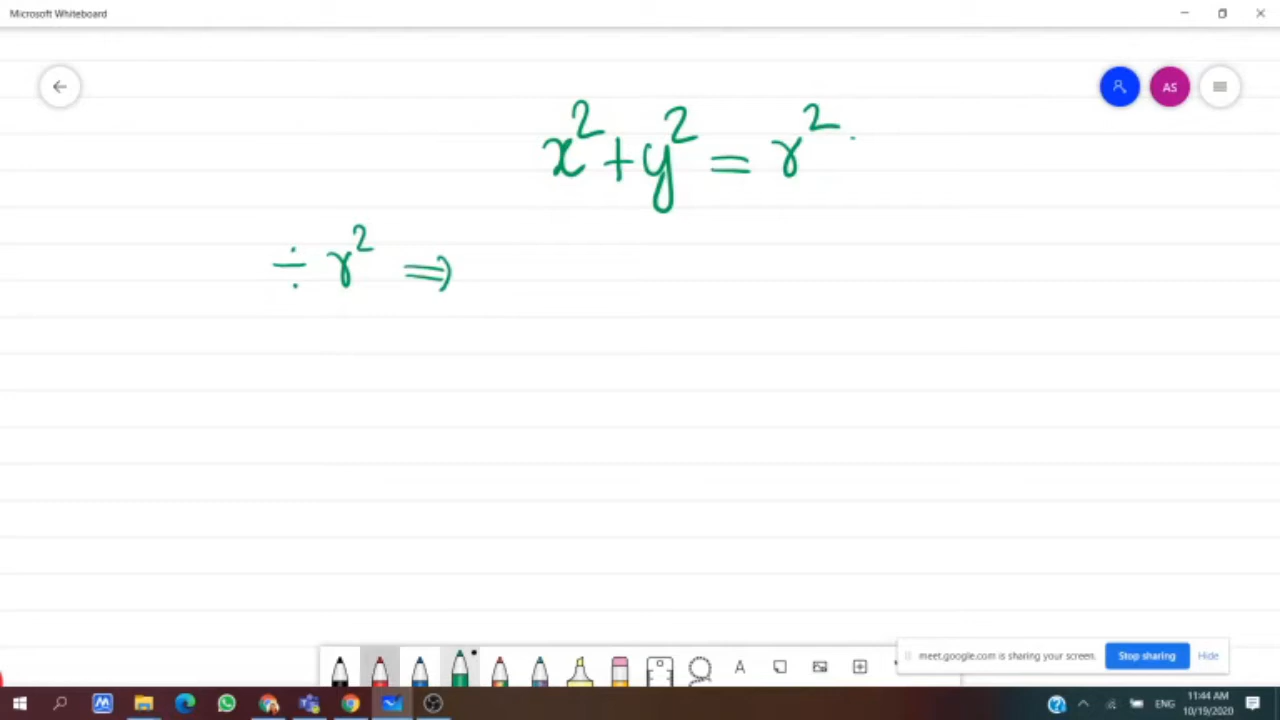 Microsoft Whiteboard
AS
x² + y² = r²
÷ r² ⇒
meet.google.com is sharing your screen. Stop sharing Hide
A
ENG
11:44 AM
10/19/2020